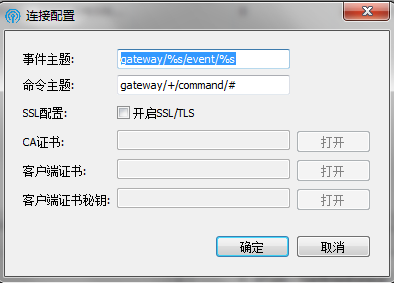 连接配置
事件主题: gateway/%s/event/%s
命令主题: gateway/+/command/#
SSL配置: 开启SSL/TLS
CA证书: 打开
客户端证书: 打开
客户端证书秘钥: 打开
确定 取消